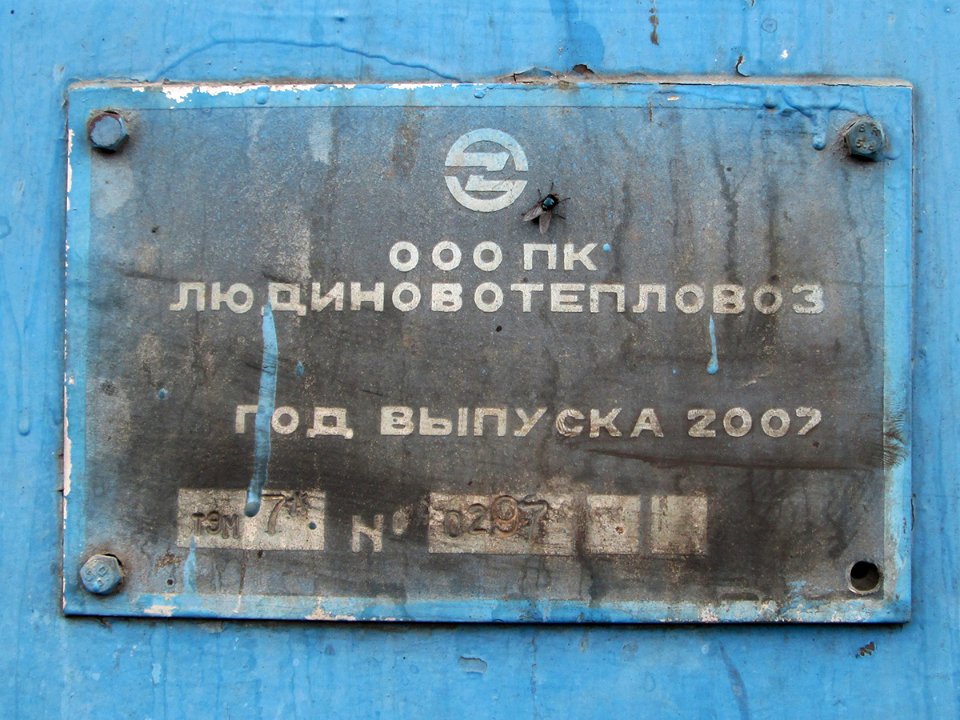 ООО ПК
ЛЮДИНОВОТЕПЛОВОЗ
ГОД ВЫПУСКА 2007
ТЭМ 7А № 0297